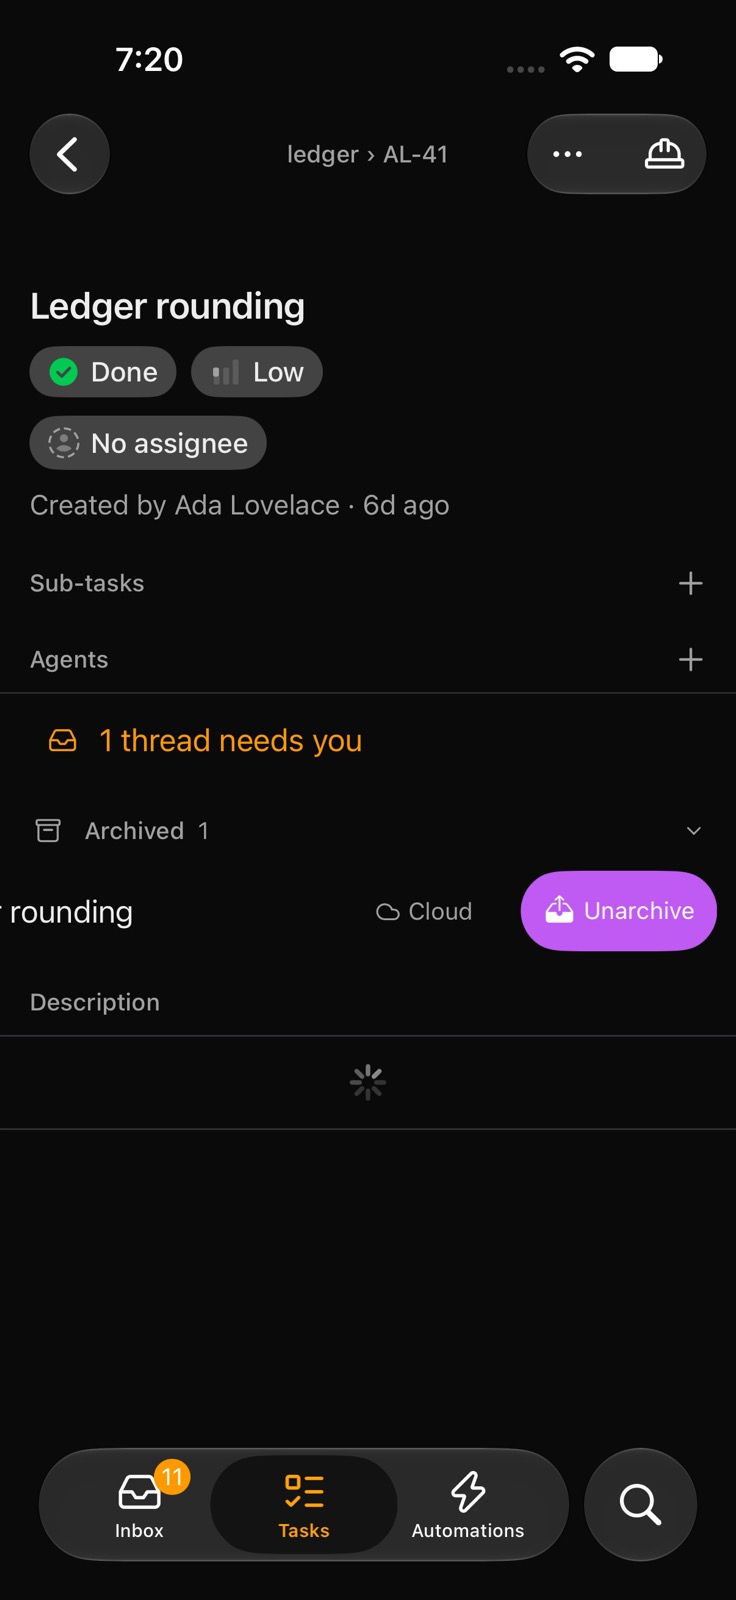 7:20
ledger › AL-41
Ledger rounding
Done
Low
No assignee
Created by Ada Lovelace · 6d ago
Sub-tasks
Agents
1 thread needs you
Archived 1
rounding
Cloud
Unarchive
Description
11
Inbox
Tasks
Automations